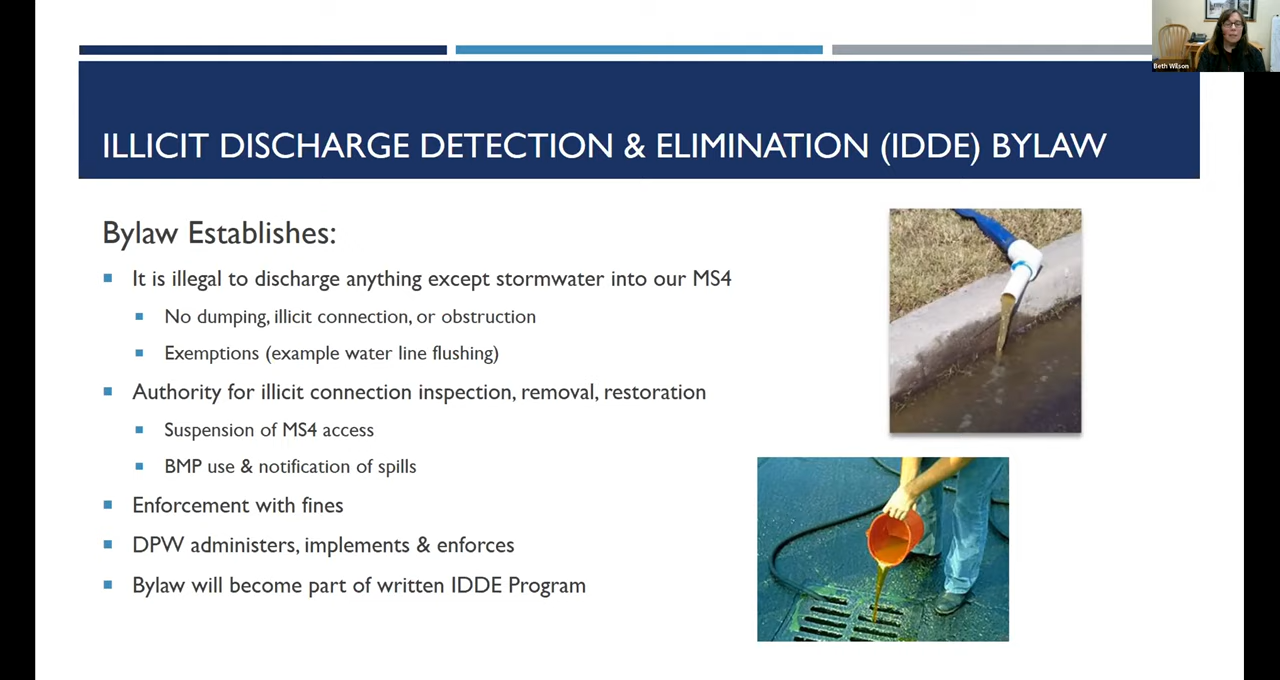 Beth Wilson
ILLICIT DISCHARGE DETECTION & ELIMINATION (IDDE) BYLAW
Bylaw Establishes:
It is illegal to discharge anything except stormwater into our MS4
No dumping, illicit connection, or obstruction
Exemptions (example water line flushing)
Authority for illicit connection inspection, removal, restoration
Suspension of MS4 access
BMP use & notification of spills
Enforcement with fines
DPW administers, implements & enforces
Bylaw will become part of written IDDE Program